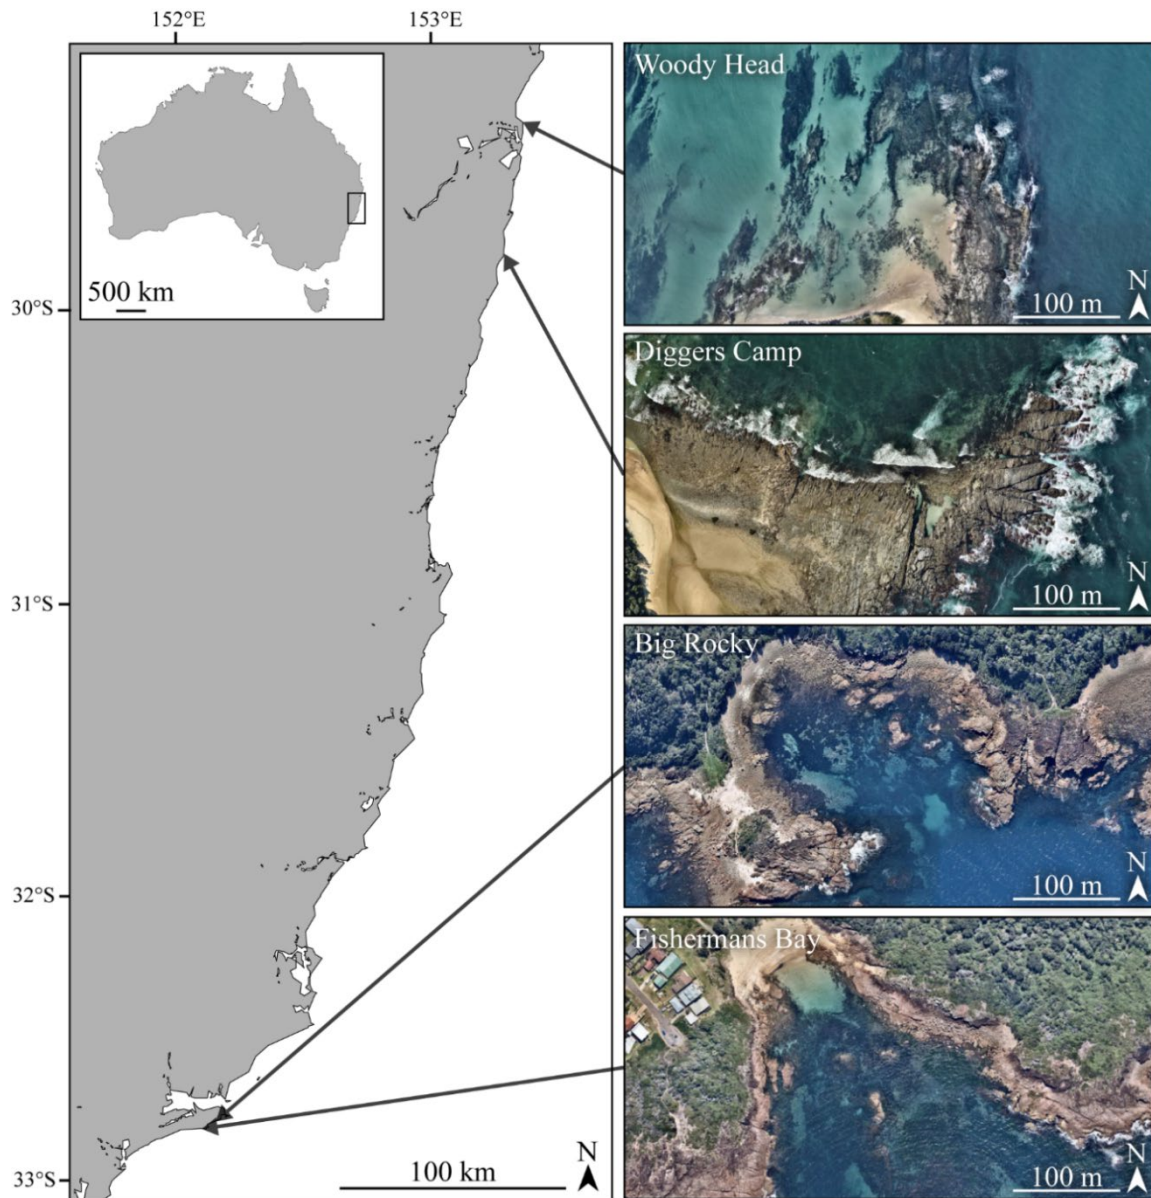 152°E
153°E
500 km
30°S
31°S
32°S
33°S
100 km
N
Woody Head
N
100 m
Diggers Camp
N
100 m
Big Rocky
N
100 m
Fishermans Bay
N
100 m